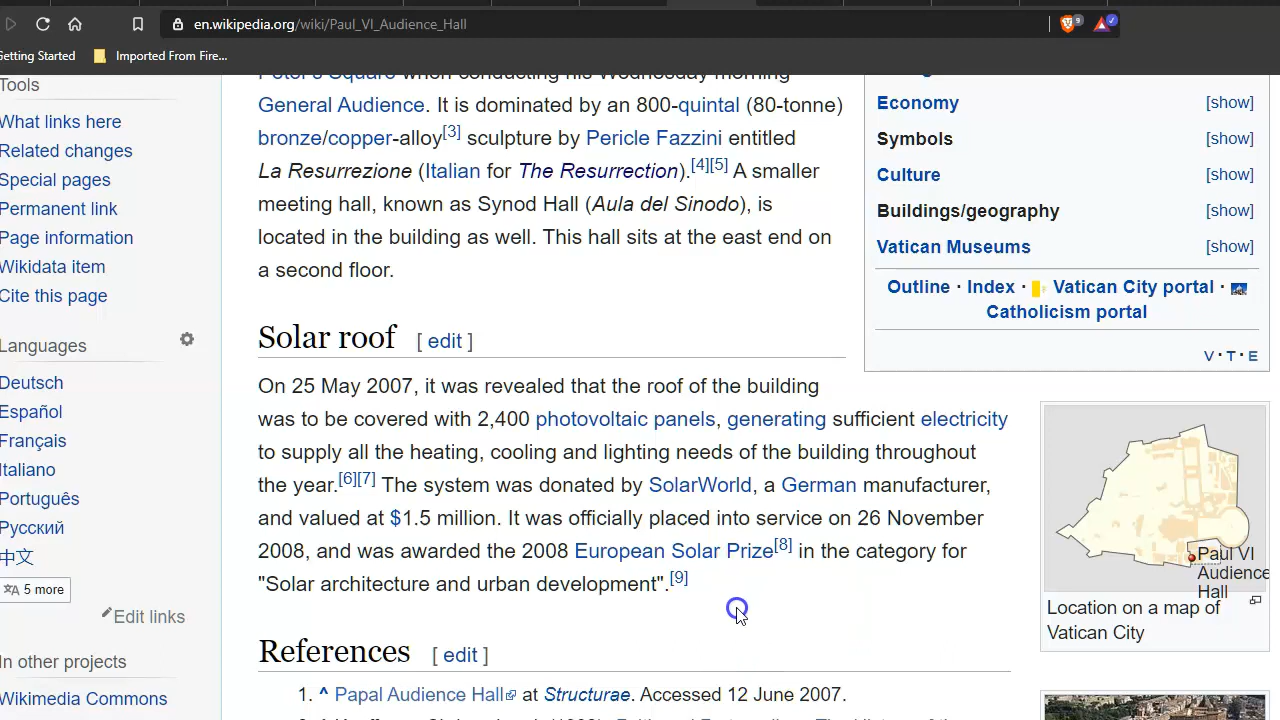 en.wikipedia.org/wiki/Paul_VI_Audience_Hall
9
Getting Started
Imported From Fire...
Tools
What links here
Related changes
Special pages
Permanent link
Page information
Wikidata item
Cite this page
Languages
Deutsch
Español
Français
Italiano
Português
Русский
中文
5 more
Edit links
In other projects
Wikimedia Commons
Peter's Square when conducting his Wednesday morning
General Audience. It is dominated by an 800-quintal (80-tonne)
bronze/copper-alloy[3] sculpture by Pericle Fazzini entitled
La Resurrezione (Italian for The Resurrection).[4][5] A smaller
meeting hall, known as Synod Hall (Aula del Sinodo), is
located in the building as well. This hall sits at the east end on
a second floor.
Solar roof [ edit ]
On 25 May 2007, it was revealed that the roof of the building
was to be covered with 2,400 photovoltaic panels, generating sufficient electricity
to supply all the heating, cooling and lighting needs of the building throughout
the year.[6][7] The system was donated by SolarWorld, a German manufacturer,
and valued at $1.5 million. It was officially placed into service on 26 November
2008, and was awarded the 2008 European Solar Prize[8] in the category for
"Solar architecture and urban development".[9]
References [ edit ]
1. ^ Papal Audience Hall at Structurae. Accessed 12 June 2007.
Economy [show]
Symbols [show]
Culture [show]
Buildings/geography [show]
Vatican Museums [show]
Outline · Index · Vatican City portal ·
Catholicism portal
V · T · E
Paul VI
Audience
Hall
Location on a map of
Vatican City